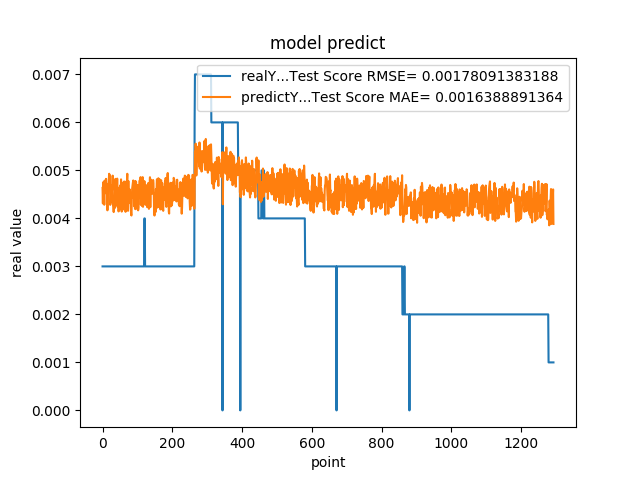 model predict
realY...Test Score RMSE= 0.00178091383188
predictY...Test Score MAE= 0.0016388891364
0.007
0.006
0.005
0.004
0.003
0.002
0.001
0.000
real value
0 200 400 600 800 1000 1200
point